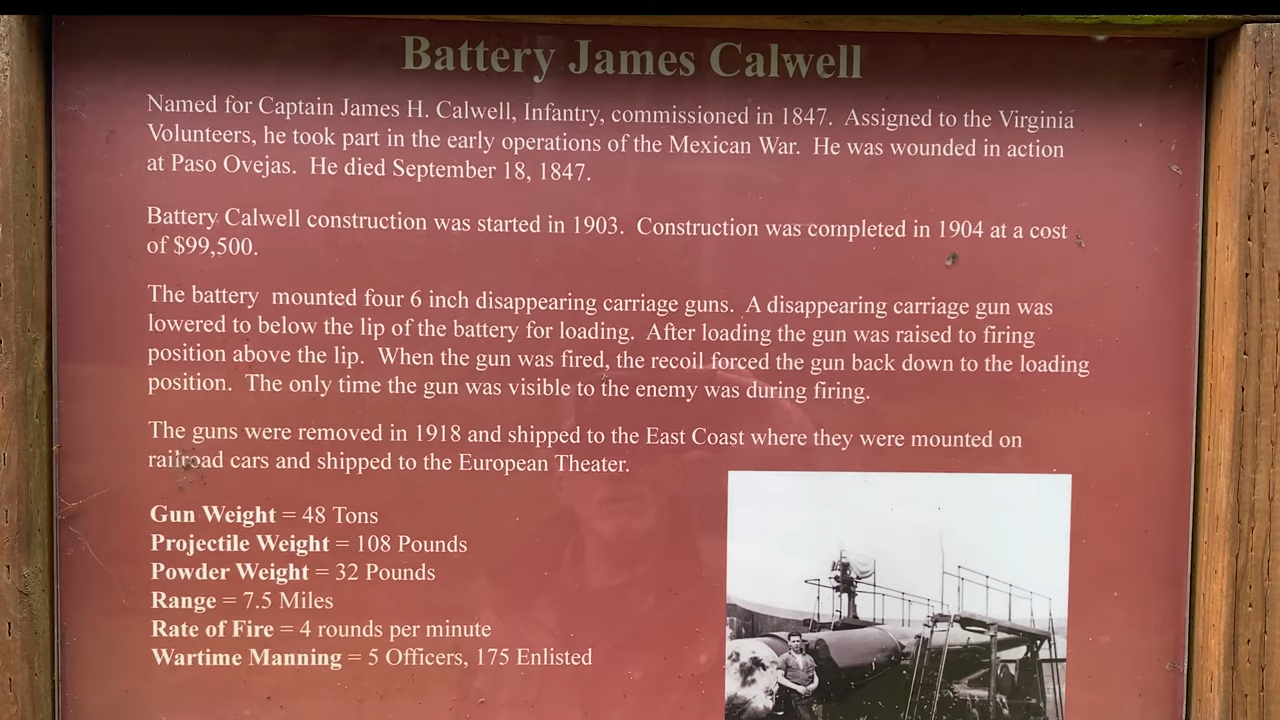 Battery James Calwell
Named for Captain James H. Calwell, Infantry, commissioned in 1847. Assigned to the Virginia
Volunteers, he took part in the early operations of the Mexican War. He was wounded in action
at Paso Ovejas. He died September 18, 1847.
Battery Calwell construction was started in 1903. Construction was completed in 1904 at a cost
of $99,500.
The battery mounted four 6 inch disappearing carriage guns. A disappearing carriage gun was
lowered to below the lip of the battery for loading. After loading the gun was raised to firing
position above the lip. When the gun was fired, the recoil forced the gun back down to the loading
position. The only time the gun was visible to the enemy was during firing.
The guns were removed in 1918 and shipped to the East Coast where they were mounted on
railroad cars and shipped to the European Theater.
Gun Weight = 48 Tons
Projectile Weight = 108 Pounds
Powder Weight = 32 Pounds
Range = 7.5 Miles
Rate of Fire = 4 rounds per minute
Wartime Manning = 5 Officers, 175 Enlisted